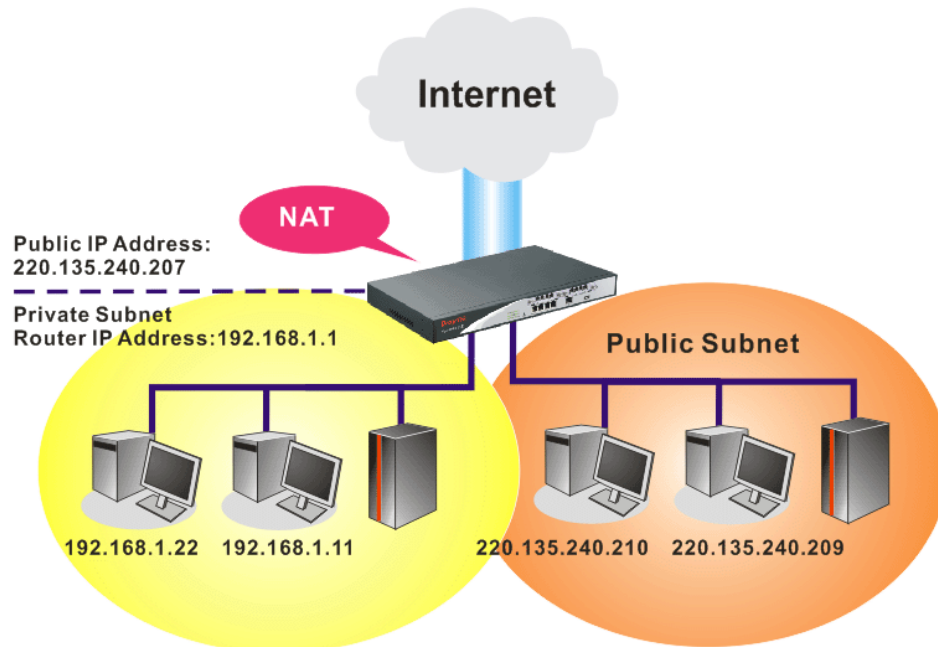 Internet
NAT
Public IP Address:
220.135.240.207
Private Subnet
Router IP Address:192.168.1.1
Public Subnet
192.168.1.22
192.168.1.11
220.135.240.210
220.135.240.209